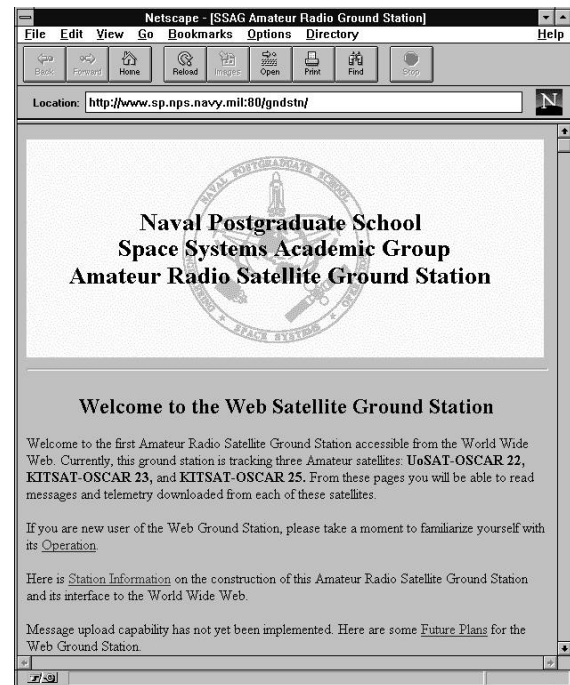 Netscape - [SSAG Amateur Radio Ground Station]
File Edit View Go Bookmarks Options Directory Help
Back Forward Home Reload Images Open Print Find Stop
Location: http://www.sp.nps.navy.mil:80/gndstn/
N
NAVAL POSTGRADUATE SCHOOL
Naval Postgraduate School
Space Systems Academic Group
Amateur Radio Satellite Ground Station
SPACE SYSTEMS
Welcome to the Web Satellite Ground Station
Welcome to the first Amateur Radio Satellite Ground Station accessible from the World Wide
Web. Currently, this ground station is tracking three Amateur satellites: UoSAT-OSCAR 22,
KITSAT-OSCAR 23, and KITSAT-OSCAR 25. From these pages you will be able to read
messages and telemetry downloaded from each of these satellites.
If you are new user of the Web Ground Station, please take a moment to familiarize yourself with
its Operation.
Here is Station Information on the construction of this Amateur Radio Satellite Ground Station
and its interface to the World Wide Web.
Message upload capability has not yet been implemented. Here are some Future Plans for the
Web Ground Station.